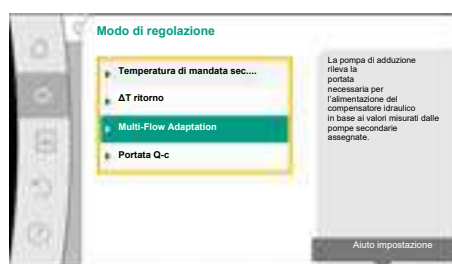 Modo di regolazione
Temperatura di mandata sec....
ΔT ritorno
Multi-Flow Adaptation
Portata Q-c
La pompa di adduzione
rileva la
portata
necessaria per
l'alimentazione del
compensatore idraulico
in base ai valori misurati dalle
pompe secondarie
assegnate.
Aiuto impostazione